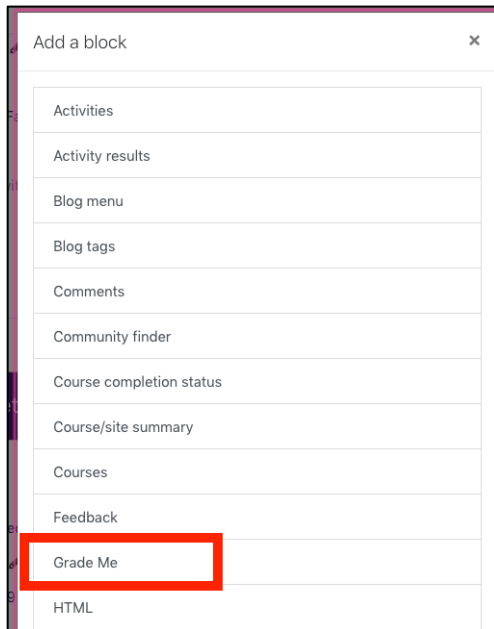 Add a block
×
Activities
Activity results
Blog menu
Blog tags
Comments
Community finder
Course completion status
Course/site summary
Courses
Feedback
Grade Me
HTML